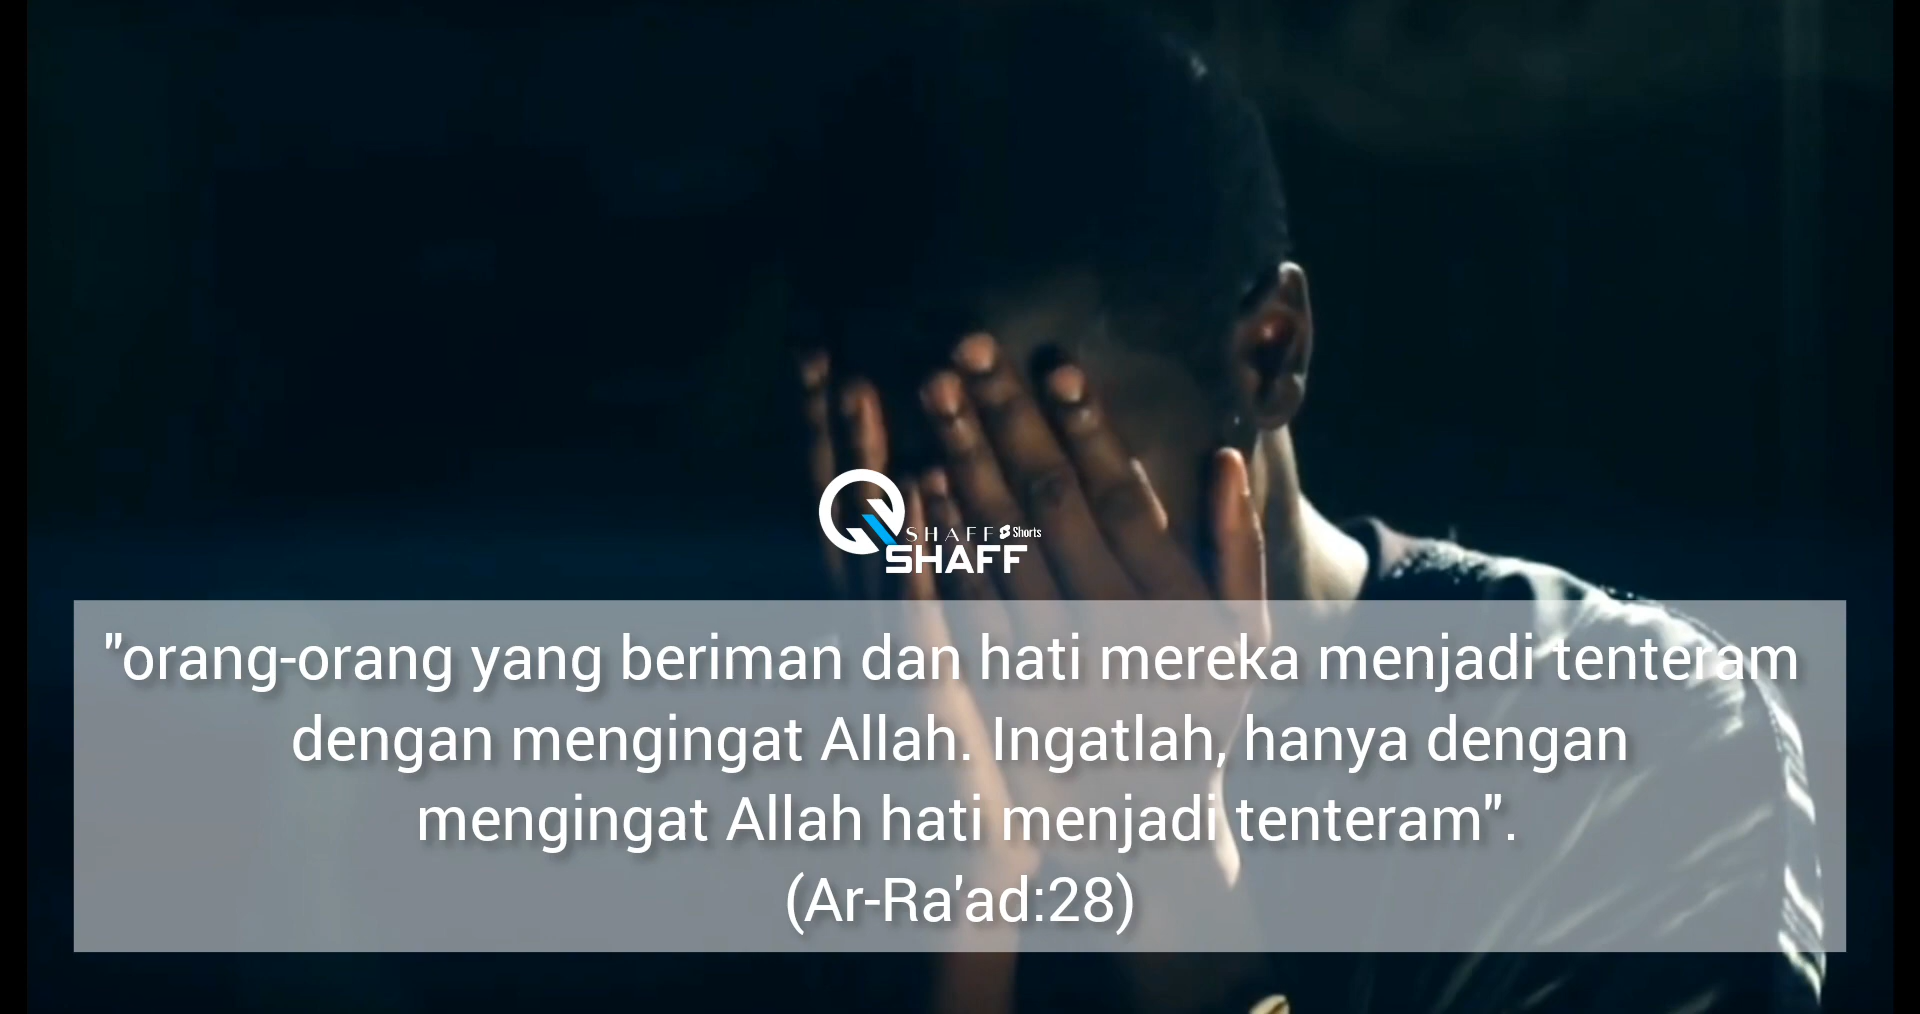 SHAFF Shorts
SHAFF
"orang-orang yang beriman dan hati mereka menjadi tenteram
dengan mengingat Allah. Ingatlah, hanya dengan
mengingat Allah hati menjadi tenteram".
(Ar-Ra'ad:28)